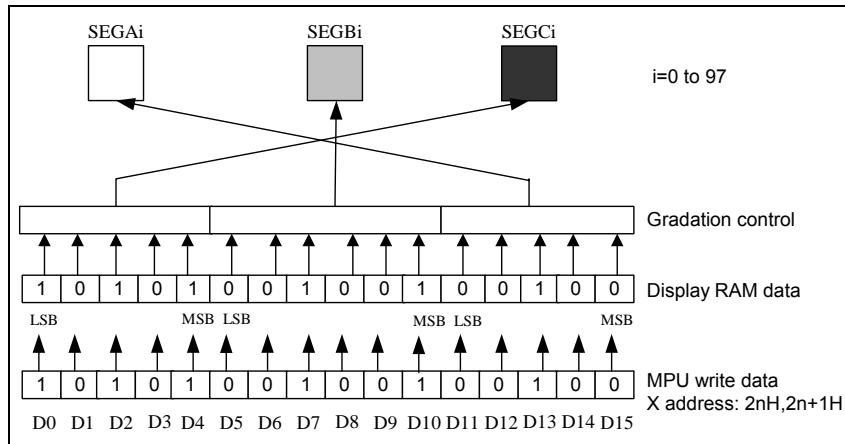 SEGAi SEGBi SEGCi
i=0 to 97
Gradation control
1 0 1 0 1 0 0 1 0 0 1 0 0 1 0 0 Display RAM data
LSB MSB LSB MSB LSB MSB
1 0 1 0 1 0 0 1 0 0 1 0 0 1 0 0 MPU write data
X address: 2nH,2n+1H
D0 D1 D2 D3 D4 D5 D6 D7 D8 D9 D10 D11 D12 D13 D14 D15